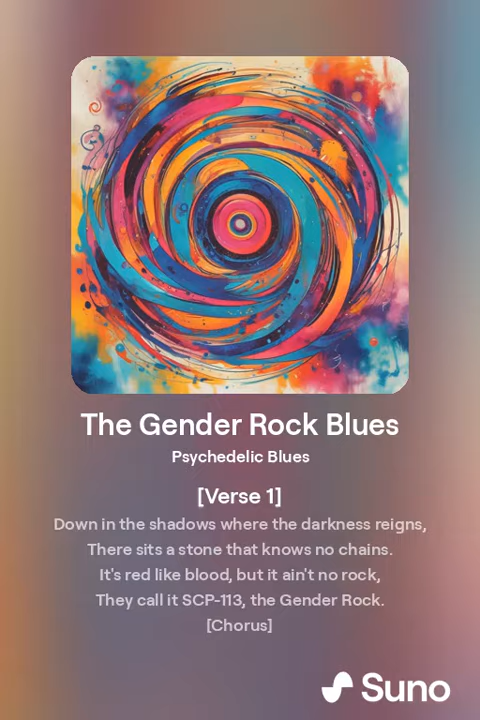 The Gender Rock Blues
Psychedelic Blues
[Verse 1]
Down in the shadows where the darkness reigns,
There sits a stone that knows no chains.
It's red like blood, but it ain't no rock,
They call it SCP-113, the Gender Rock.
[Chorus]
Suno